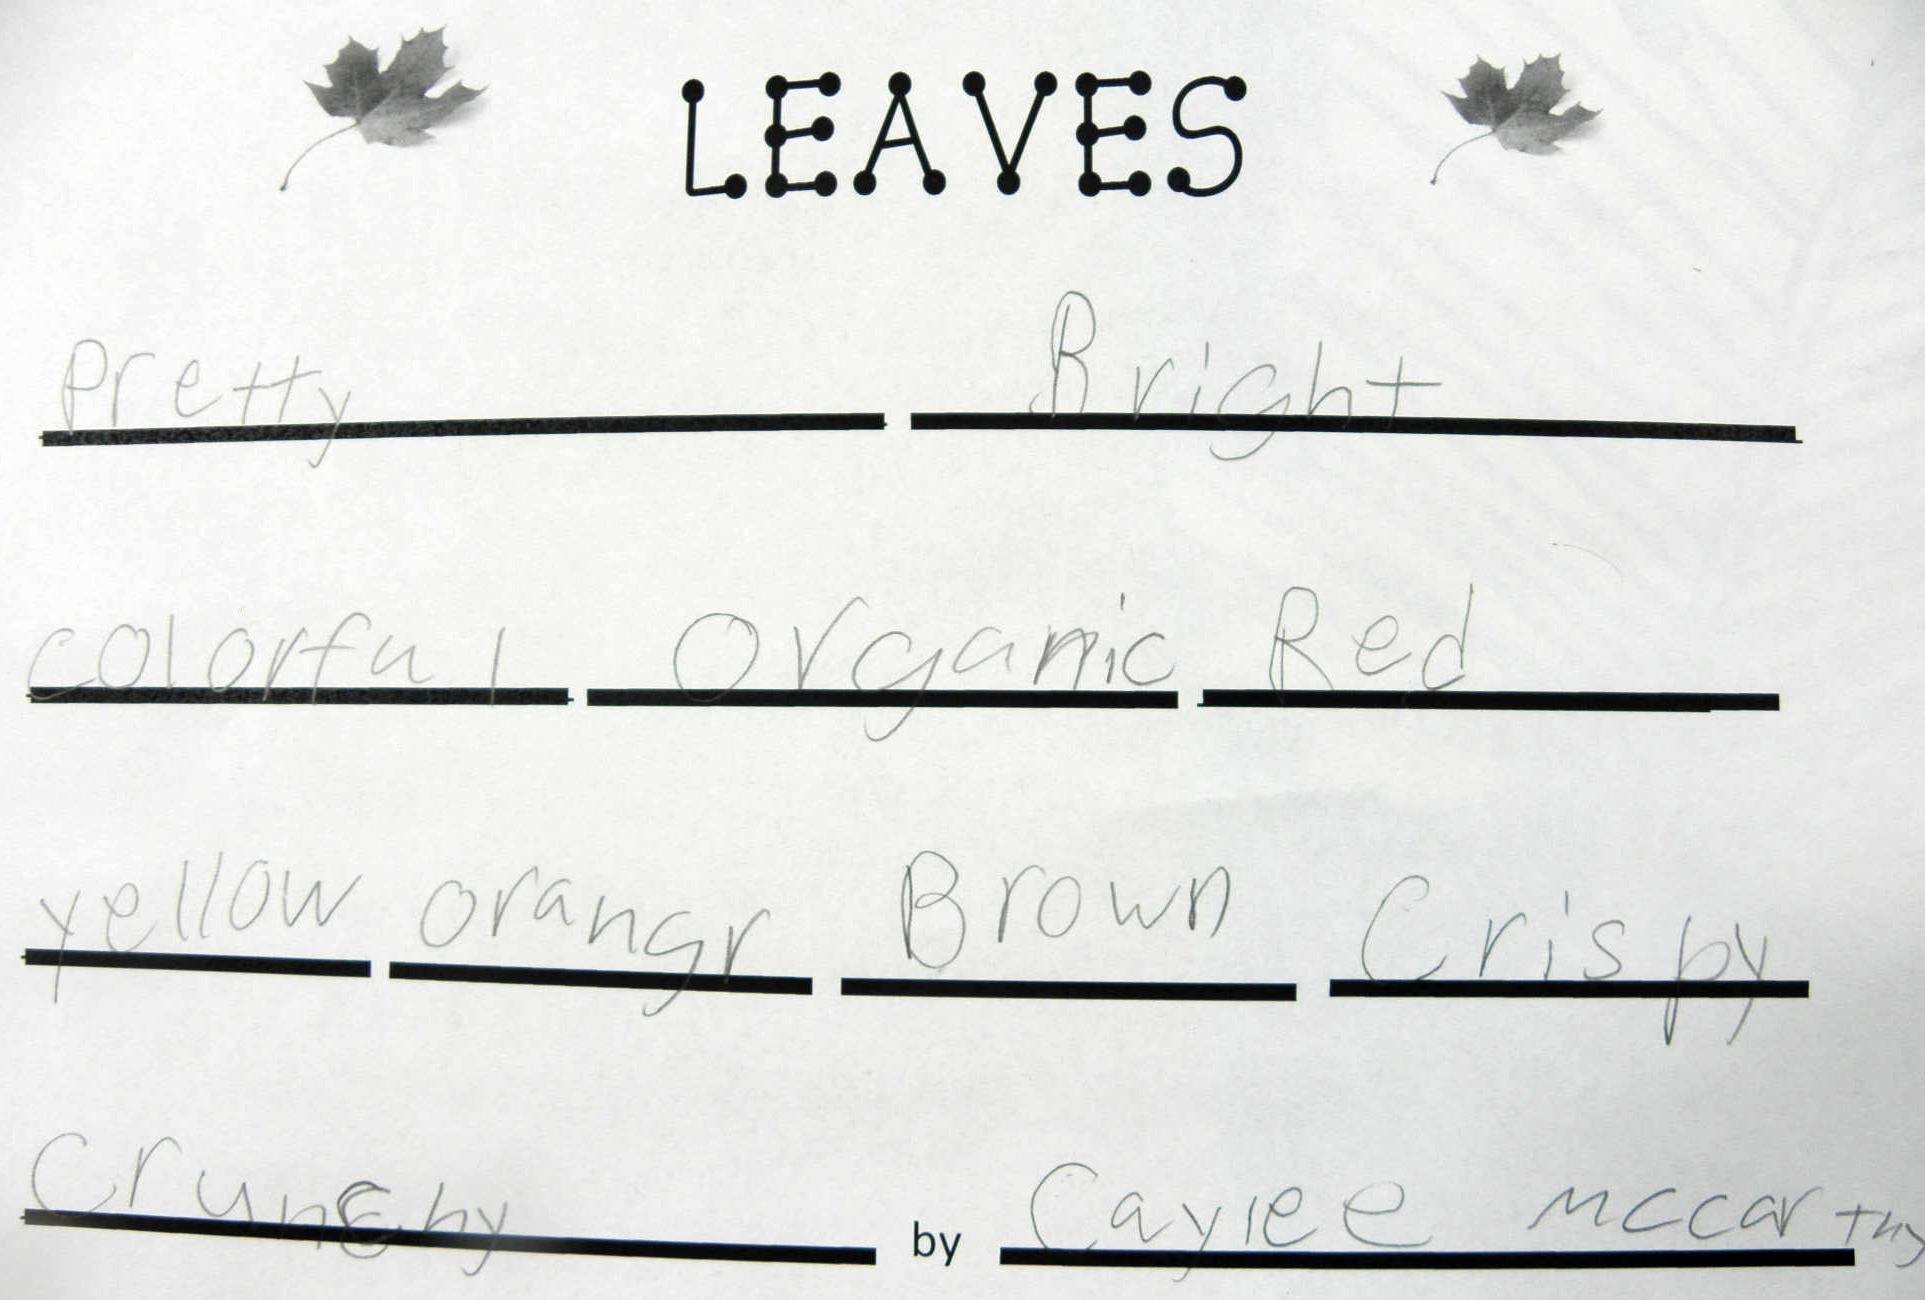 LEAVES
Pretty Bright
colorful Organic Red
yellow orangr Brown Crispy
Crunchy by Caylee mccarthy